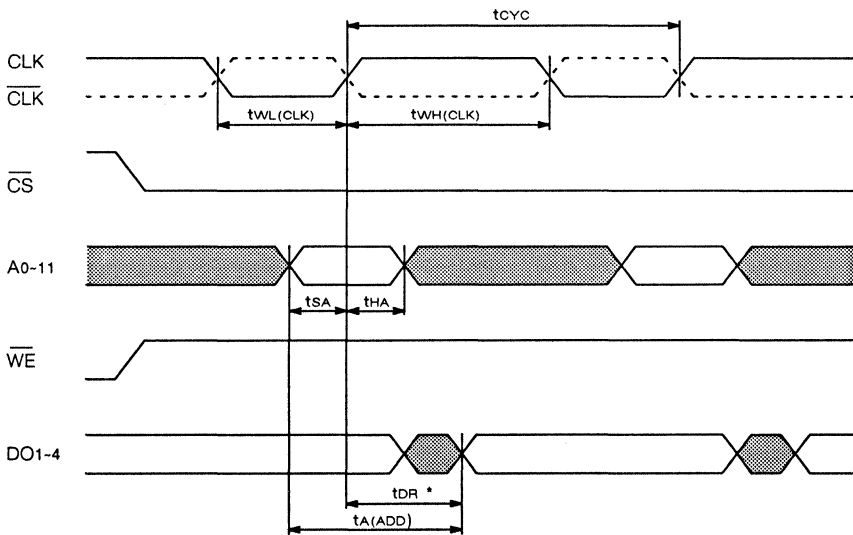 tCYC
CLK
CLK
tWL(CLK)
tWH(CLK)
CS
A0~11
tSA
tHA
WE
DO1~4
tDR *
tA(ADD)